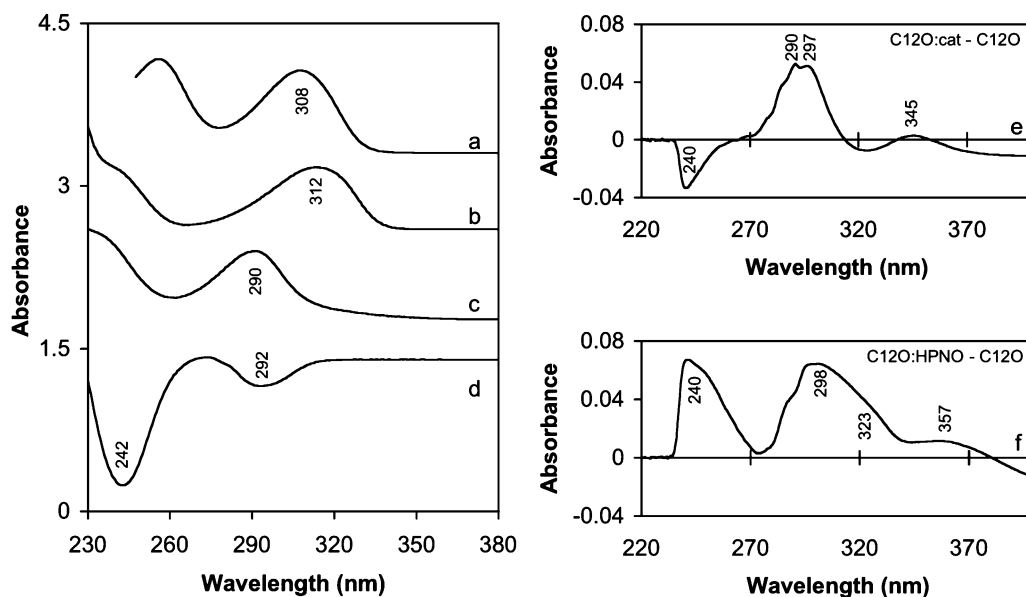 4.5
3
1.5
0
Absorbance
308
a
312
b
290
c
292
242
d
230 260 290 320 350 380
Wavelength (nm)
0.08
0.04
0
-0.04
Absorbance
C12O:cat - C12O
290
297
345
240
e
220 270 320 370
Wavelength (nm)
0.08
0.04
0
-0.04
Absorbance
C12O:HPNO - C12O
240
298
323
357
f
220 270 320 370
Wavelength (nm)